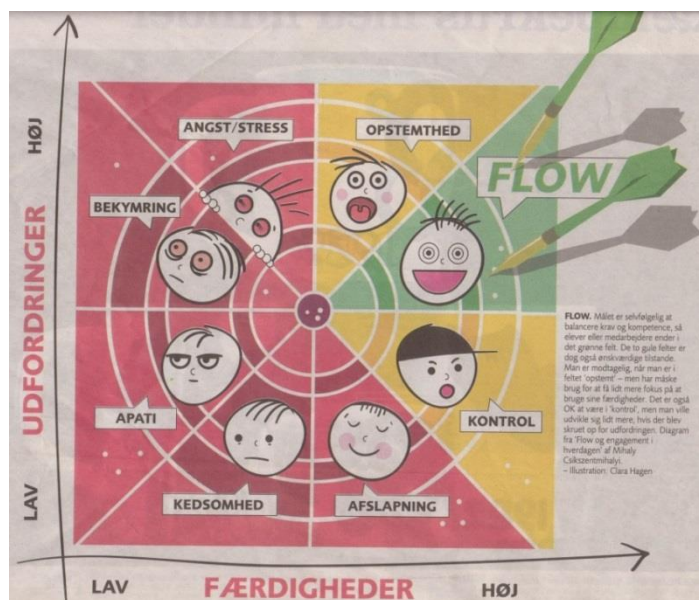 HØJ
UDFORDRINGER
LAV
ANGST/STRESS
OPSTEMTHED
BEKYMRING
FLOW
APATI
KONTROL
KEDSOMHED
AFSLAPNING
LAV
FÆRDIGHEDER
HØJ
FLOW. Målet er selvfølgelig at
balancere krav og kompetence, så
elever eller medarbejdere ender i
det grønne felt. De to gule felter er
dog også ønskværdige tilstande.
Man er modtagelig, når man er i
feltet 'opstemt' – men har måske
brug for at få lidt mere fokus på at
bruge sine færdigheder. Det er også
OK at være i 'kontrol', men man ville
udvikle sig lidt mere, hvis der blev
skruet op for udfordringen. Diagram
fra 'Flow og engagement i
hverdagen' af Mihaly
Csikszentmihalyi.
– Illustration: Clara Hagen